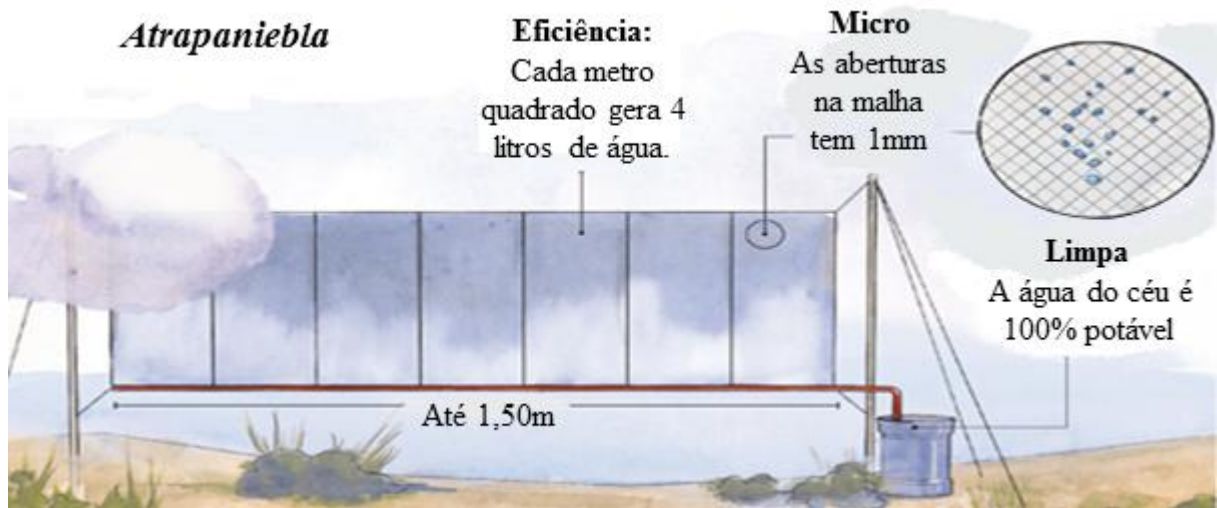 Atrapaniebla
Eficiência:
Cada metro
quadrado gera 4
litros de água.
Micro
As aberturas
na malha
tem 1mm
Limpa
A água do céu é
100% potável
Até 1,50m